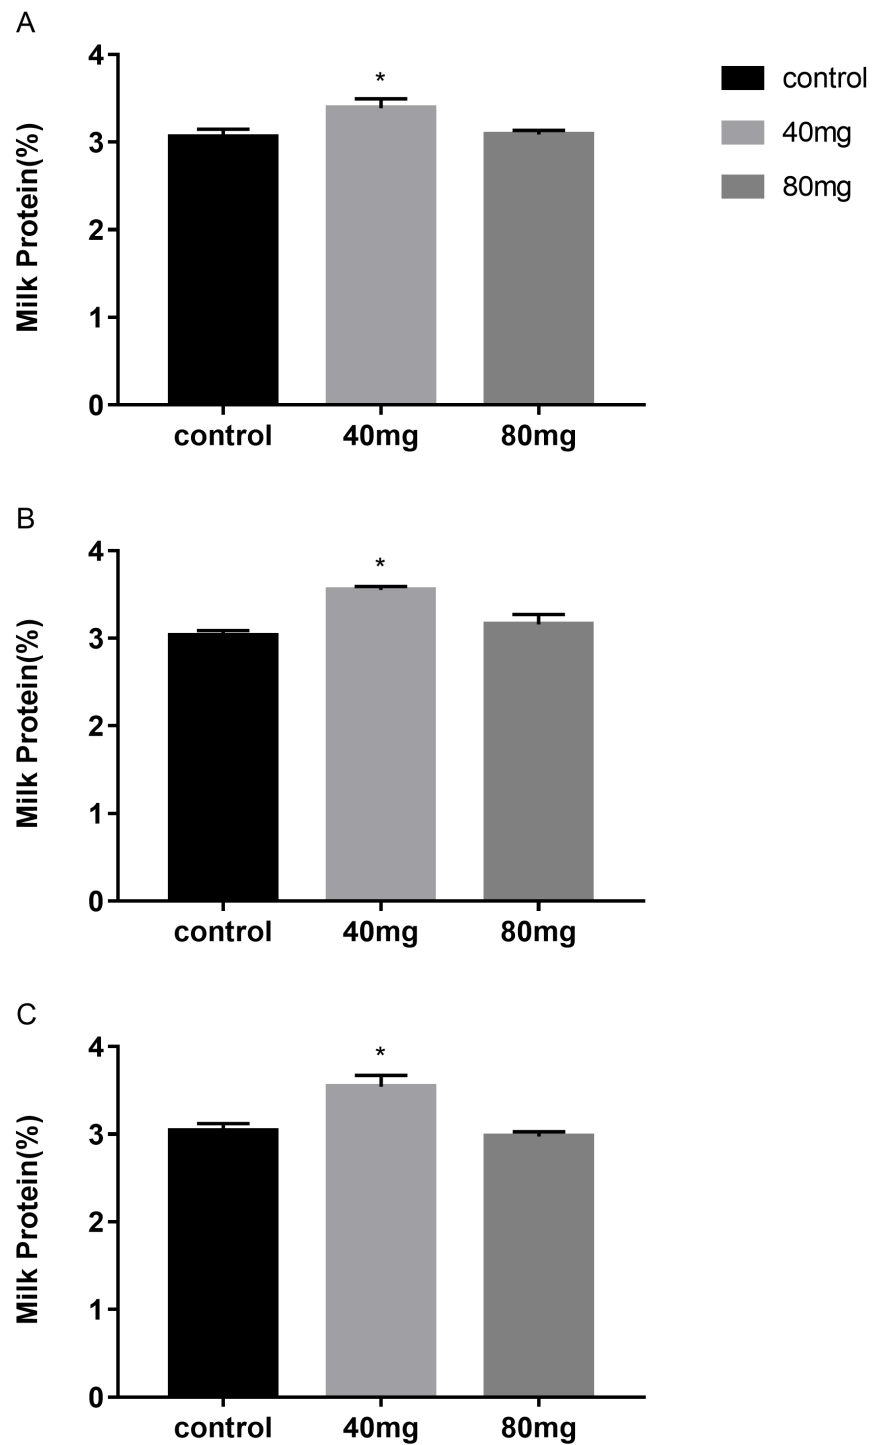 A
4
3
2
1
0
Milk Protein(%)
*
control
40mg
80mg
control
40mg
80mg
B
4
3
2
1
0
Milk Protein(%)
*
control
40mg
80mg
C
4
3
2
1
0
Milk Protein(%)
*
control
40mg
80mg